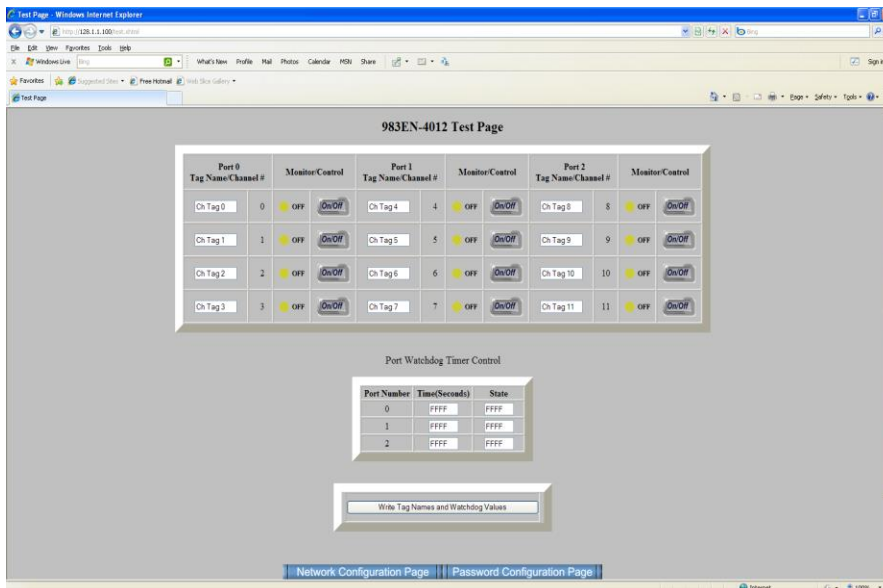 Test Page - Windows Internet Explorer
http://128.1.1.100/test.shtml
Bing
File Edit View Favorites Tools Help
X Windows Live Bing What's New Profile Mail Photos Calendar MSN Share Sign
Favorites Suggested Sites Free Hotmail Web Slice Gallery
Test Page Page Safety Tools
983EN-4012 Test Page
Port 0 Tag Name/Channel # Monitor/Control Port 1 Tag Name/Channel # Monitor/Control Port 2 Tag Name/Channel # Monitor/Control
Ch Tag 0 0 OFF On/Off Ch Tag 4 4 OFF On/Off Ch Tag 8 8 OFF On/Off
Ch Tag 1 1 OFF On/Off Ch Tag 5 5 OFF On/Off Ch Tag 9 9 OFF On/Off
Ch Tag 2 2 OFF On/Off Ch Tag 6 6 OFF On/Off Ch Tag 10 10 OFF On/Off
Ch Tag 3 3 OFF On/Off Ch Tag 7 7 OFF On/Off Ch Tag 11 11 OFF On/Off
Port Watchdog Timer Control
Port Number Time(Seconds) State
0 FFFF FFFF
1 FFFF FFFF
2 FFFF FFFF
Write Tag Names and Watchdog Values
Network Configuration Page Password Configuration Page
Internet 100%